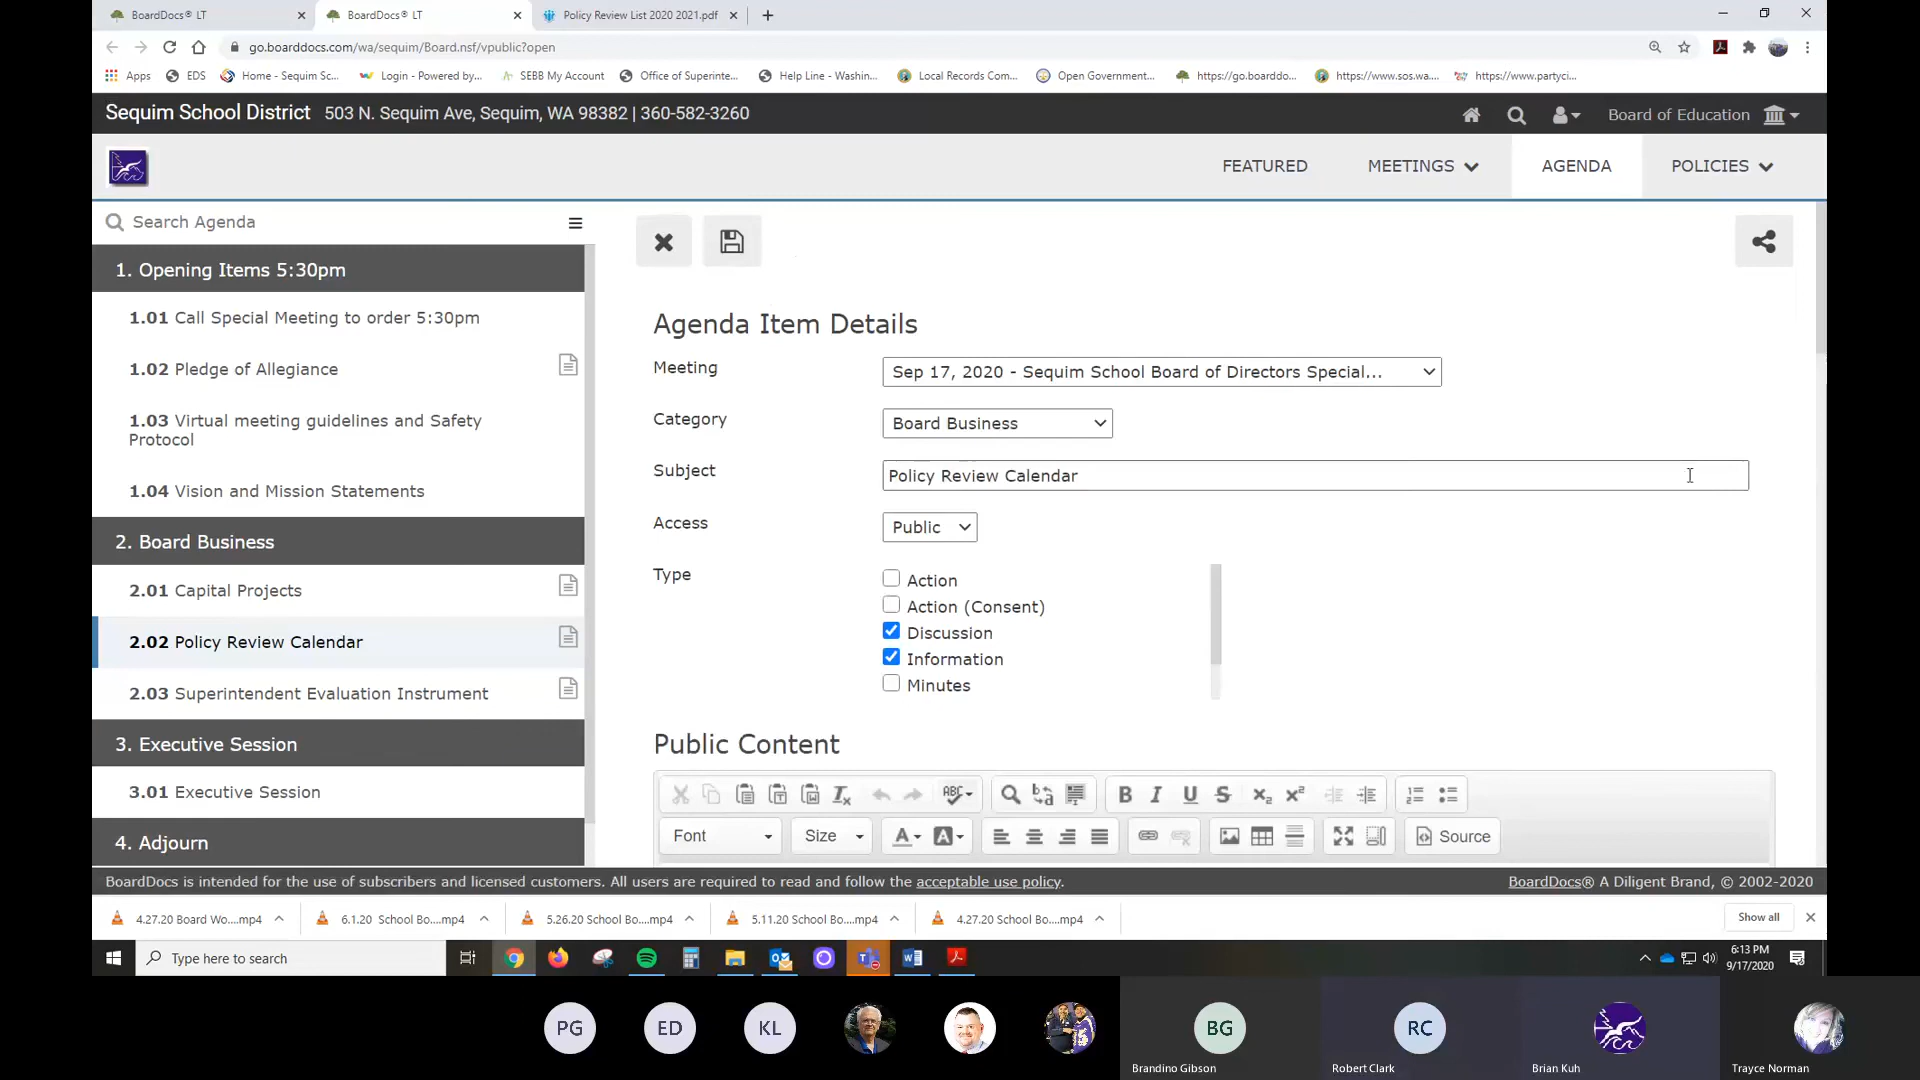 BoardDocs® LT
BoardDocs® LT
Policy Review List 2020 2021.pdf
go.boarddocs.com/wa/sequim/Board.nsf/vpublic?open
Apps EDS Home - Sequim Sc... Login - Powered by... SEBB My Account Office of Superinte... Help Line - Washin... Local Records Com... Open Government... https://go.boarddo... https://www.sos.wa.... https://www.partyci...
Sequim School District 503 N. Sequim Ave, Sequim, WA 98382 | 360-582-3260
Board of Education
FEATURED MEETINGS AGENDA POLICIES
Search Agenda
1. Opening Items 5:30pm
1.01 Call Special Meeting to order 5:30pm
1.02 Pledge of Allegiance
1.03 Virtual meeting guidelines and Safety
Protocol
1.04 Vision and Mission Statements
2. Board Business
2.01 Capital Projects
2.02 Policy Review Calendar
2.03 Superintendent Evaluation Instrument
3. Executive Session
3.01 Executive Session
4. Adjourn
Agenda Item Details
Meeting Sep 17, 2020 - Sequim School Board of Directors Special...
Category Board Business
Subject Policy Review Calendar
Access Public
Type
Action
Action (Consent)
Discussion
Information
Minutes
Public Content
ABC B I U S x₂ x²
Font Size A A Source
BoardDocs is intended for the use of subscribers and licensed customers. All users are required to read and follow the acceptable use policy.
BoardDocs® A Diligent Brand, © 2002-2020
4.27.20 Board Wo....mp4 6.1.20 School Bo....mp4 5.26.20 School Bo....mp4 5.11.20 School Bo....mp4 4.27.20 School Bo....mp4 Show all
Type here to search
6:13 PM
9/17/2020
PG ED KL BG RC
Brandino Gibson Robert Clark Brian Kuh Trayce Norman